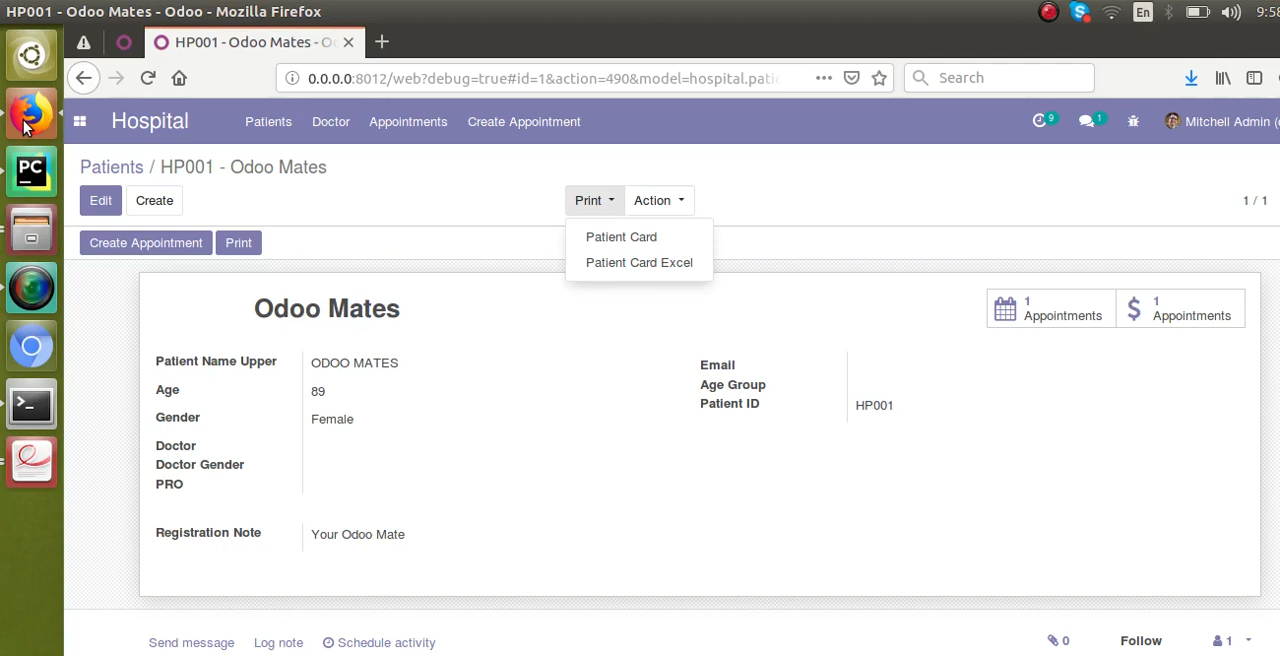 HP001 - Odoo Mates - Odoo - Mozilla Firefox
En
9:58
HP001 - Odoo Mates - O
0.0.0.0:8012/web?debug=true#id=1&action=490&model=hospital.patie
Search
PC
Hospital
Patients
Doctor
Appointments
Create Appointment
9
1
Mitchell Admin (
Patients / HP001 - Odoo Mates
Edit
Create
Print
Action
1 / 1
Create Appointment
Print
Patient Card
Patient Card Excel
Odoo Mates
1
Appointments
1
Appointments
Patient Name Upper
ODOO MATES
Age
89
Gender
Female
Doctor
Doctor Gender
PRO
Email
Age Group
Patient ID
HP001
Registration Note
Your Odoo Mate
Send message
Log note
Schedule activity
0
Follow
1